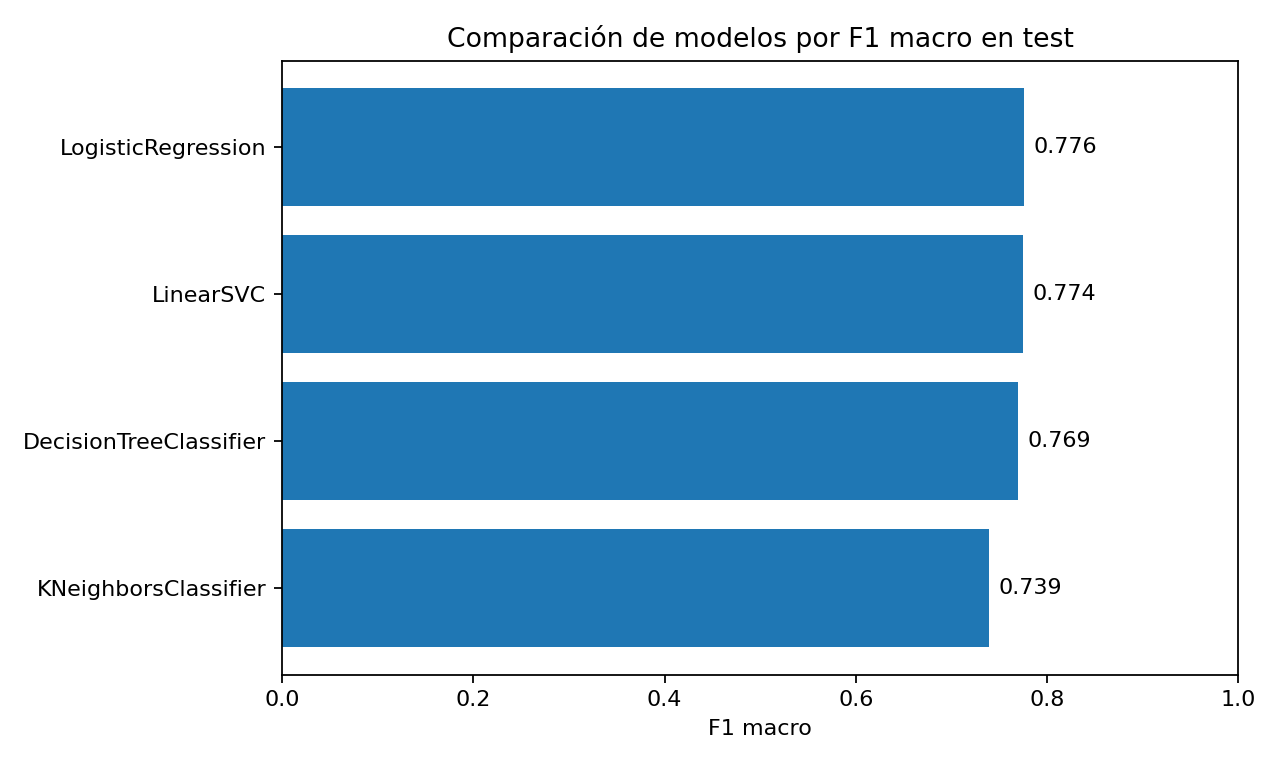 Comparación de modelos por F1 macro en test
LogisticRegression
0.776
LinearSVC
0.774
DecisionTreeClassifier
0.769
KNeighborsClassifier
0.739
0.0 0.2 0.4 0.6 0.8 1.0
F1 macro